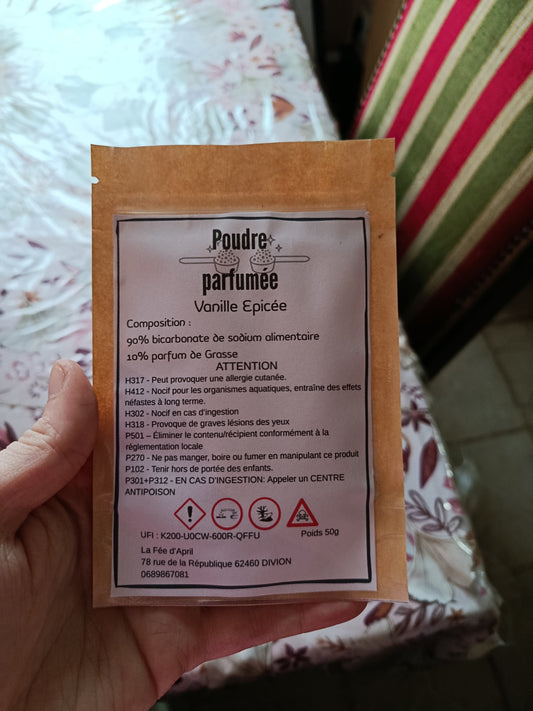 Poudre
parfumée
Vanille Epicée
Composition :
90% bicarbonate de sodium alimentaire
10% parfum de Grasse
ATTENTION
H317 - Peut provoquer une allergie cutanée.
H412 - Nocif pour les organismes aquatiques, entraîne des effets
néfastes à long terme.
H302 - Nocif en cas d'ingestion
H318 - Provoque de graves lésions des yeux
P501 – Éliminer le contenu/récipient conformément à la
règlementation locale
P270 - Ne pas manger, boire ou fumer en manipulant ce produit
P102 - Tenir hors de portée des enfants.
P301+P312 - EN CAS D'INGESTION: Appeler un CENTRE
ANTIPOISON
UFI : K200-U0CW-600R-QFFU Poids 50g
La Fée d'April
78 rue de la République 62460 DIVION
0689867081